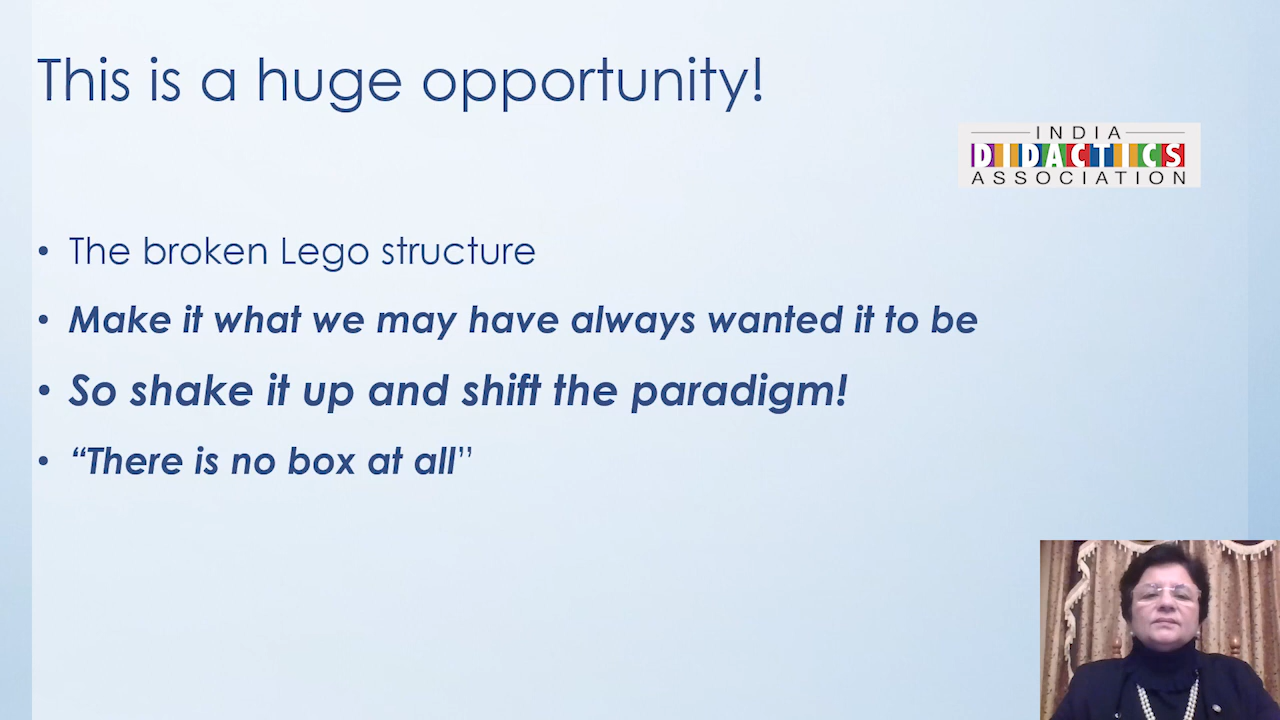 This is a huge opportunity!
INDIA
DIDACTICS
ASSOCIATION
• The broken Lego structure
• Make it what we may have always wanted it to be
• So shake it up and shift the paradigm!
• “There is no box at all”